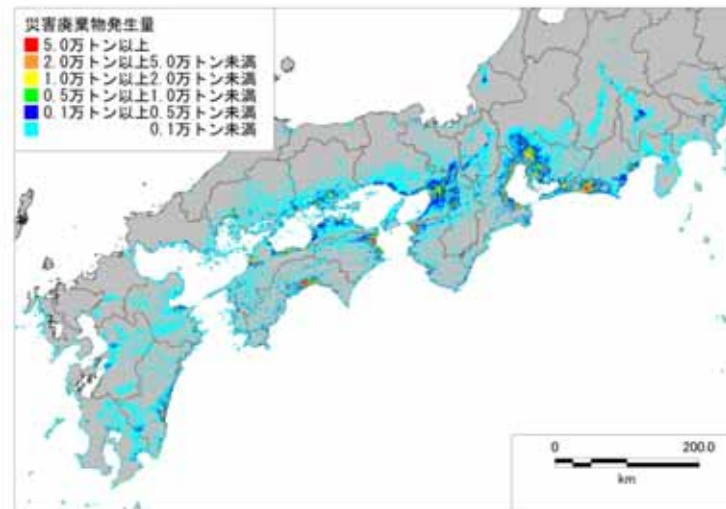 災害廃棄物発生量
5.0万トン以上
2.0万トン以上5.0万トン未満
1.0万トン以上2.0万トン未満
0.5万トン以上1.0万トン未満
0.1万トン以上0.5万トン未満
0.1万トン未満
0 200.0
km